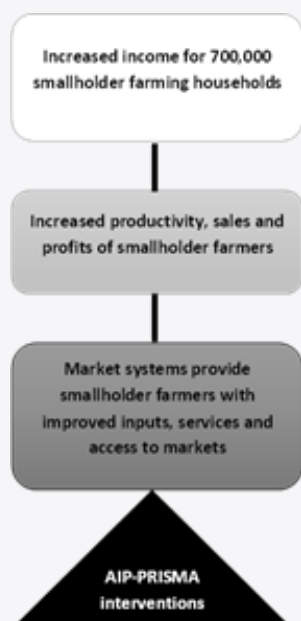 Increased income for 700,000
smallholder farming households
Increased productivity, sales and
profits of smallholder farmers
Market systems provide
smallholder farmers with
improved inputs, services and
access to markets
AIP-PRISMA
interventions